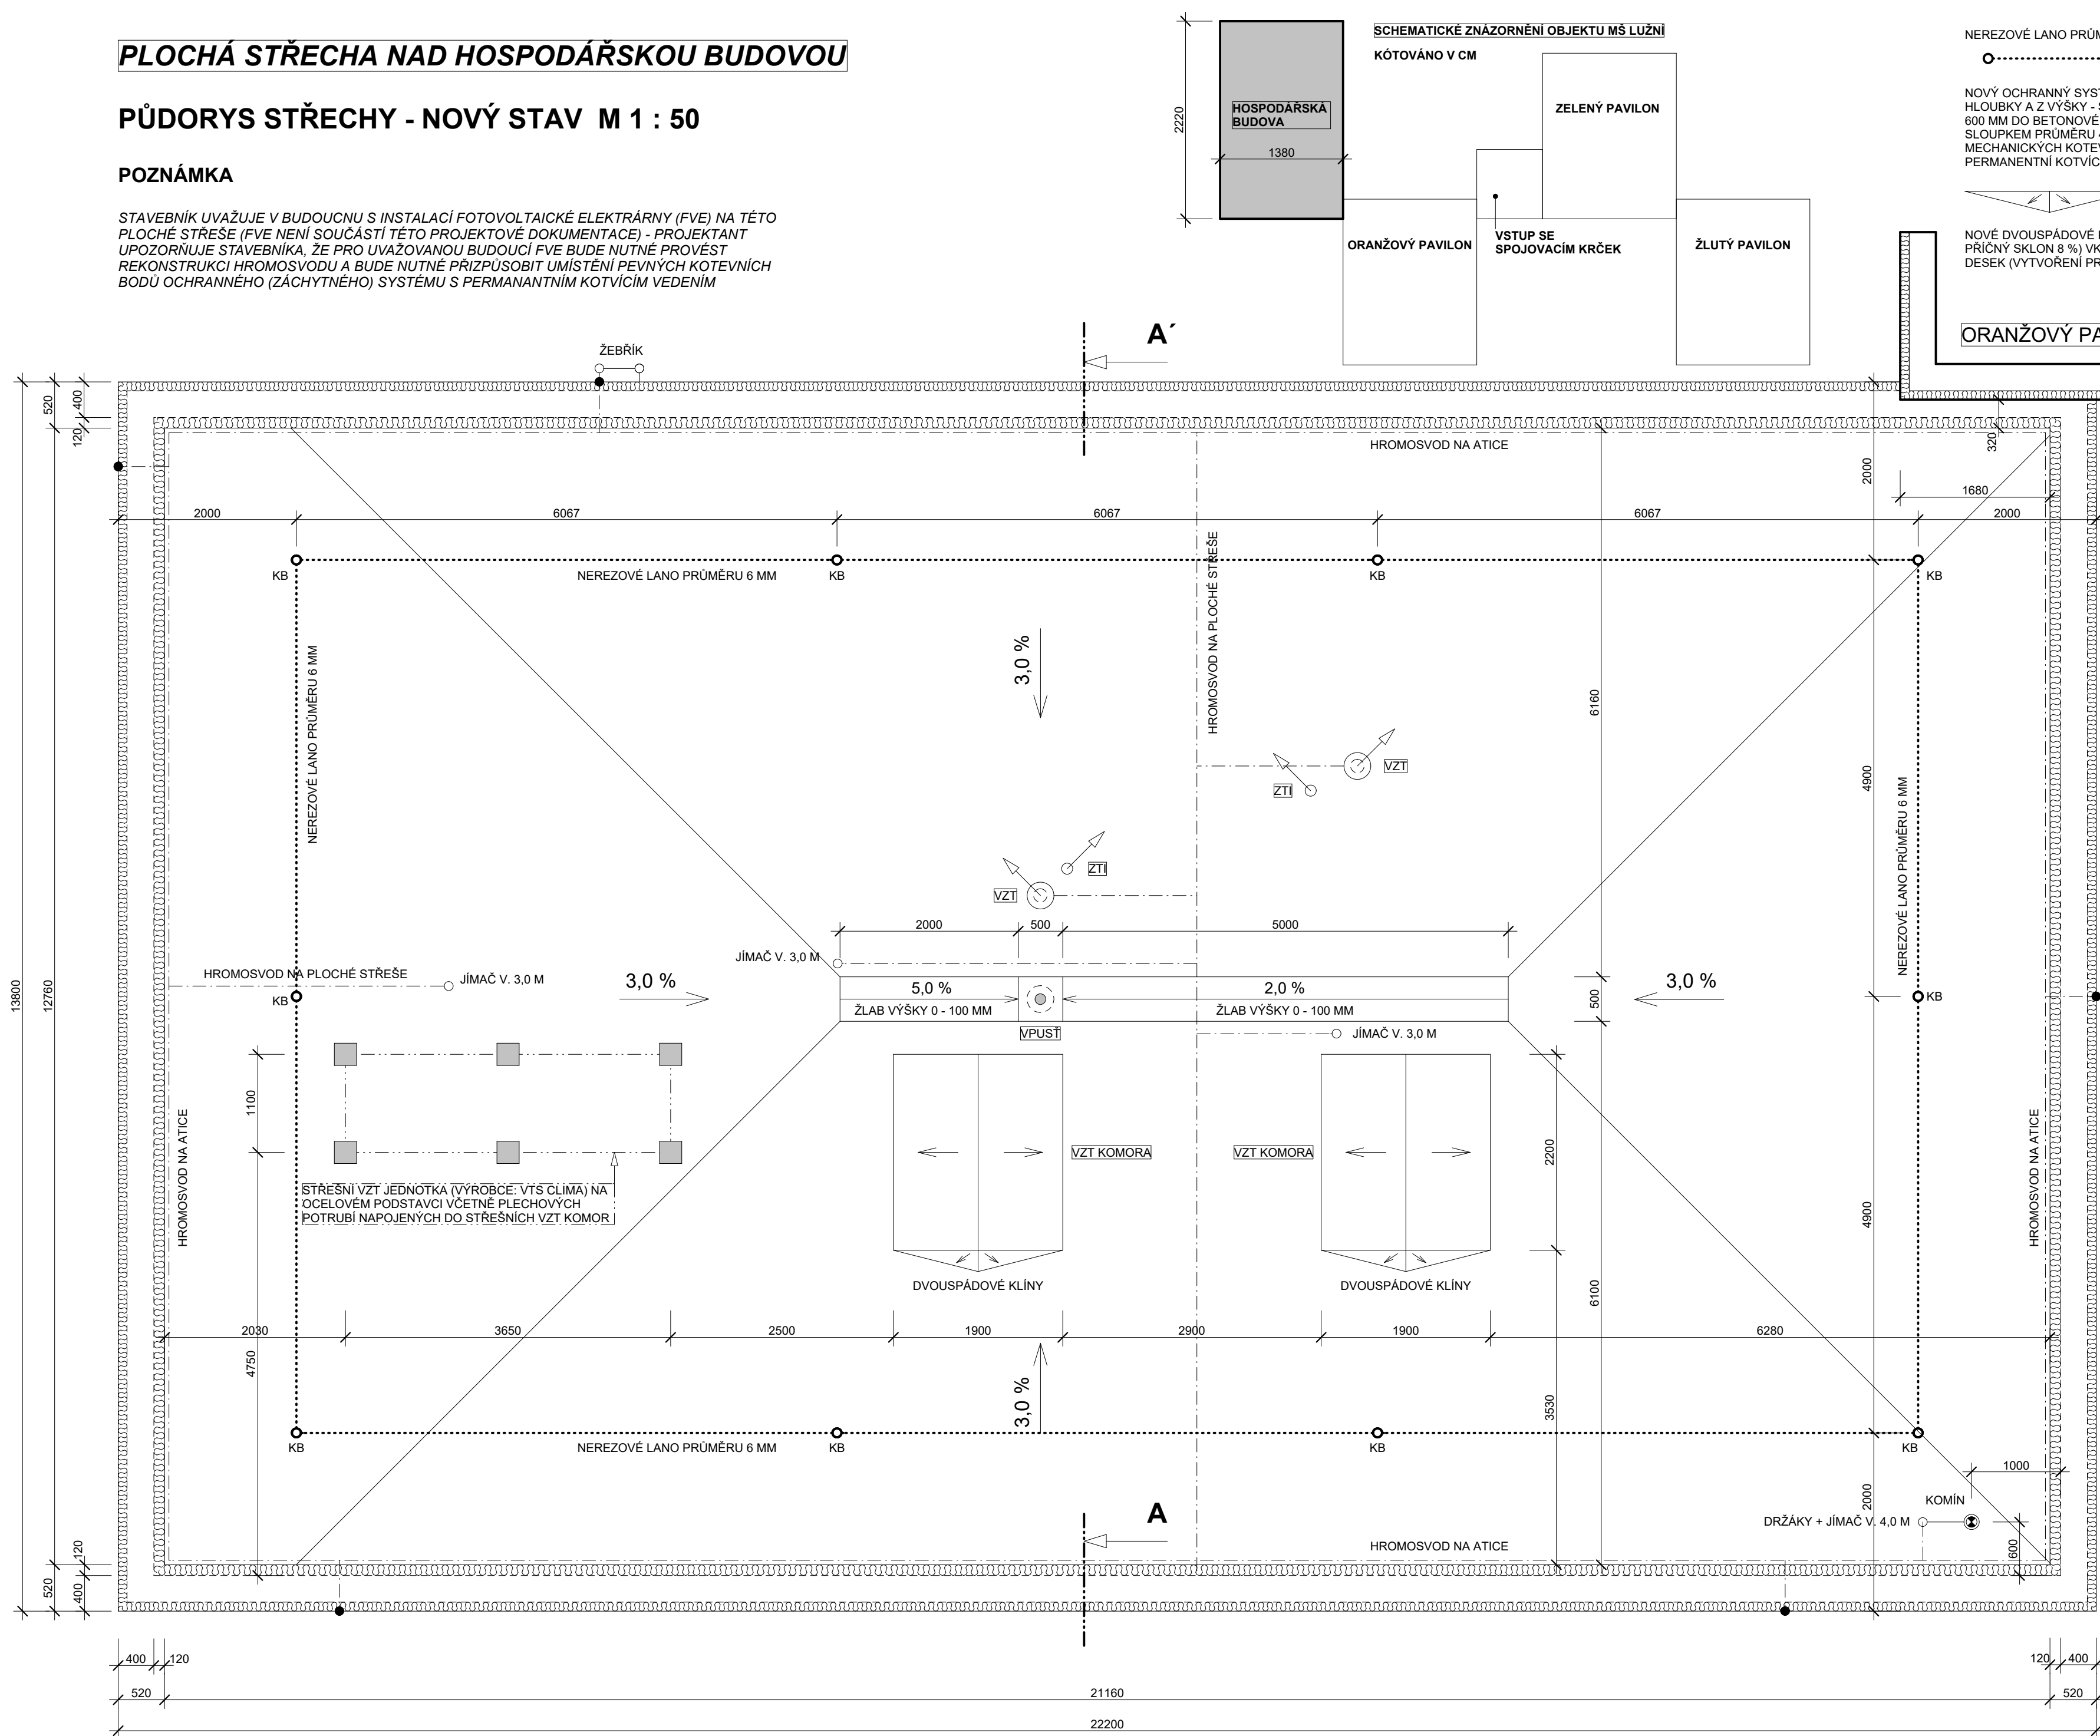 PLOCHÁ STŘECHA NAD HOSPODÁŘSKOU BUDOVOU
PŮDORYS STŘECHY - NOVÝ STAV M 1 : 50
POZNÁMKA
STAVEBNÍK UVAŽUJE V BUDOUCNU S INSTALACÍ FOTOVOLTAICKÉ ELEKTRÁRNY (FVE) NA TÉTO
PLOCHÉ STŘEŠE (FVE NENÍ SOUČÁSTÍ TÉTO PROJEKTOVÉ DOKUMENTACE) - PROJEKTANT
UPOZORŇUJE STAVEBNÍKA, ŽE PRO UVAŽOVANOU BUDOUCÍ FVE BUDE NUTNÉ PROVÉST
REKONSTRUKCI HROMOSVODU A BUDE NUTNÉ PŘIZPŮSOBIT UMÍSTĚNÍ PEVNÝCH KOTEVNÍCH
BODŮ OCHRANNÉHO (ZÁCHYTNÉHO) SYSTÉMU S PERMANANTNÍM KOTVÍCÍM VEDENÍM
SCHEMATICKÉ ZNÁZORNĚNÍ OBJEKTU MŠ LUŽNÍ
KÓTOVÁNO V CM
2220
HOSPODÁŘSKÁ
BUDOVA
1380
ZELENÝ PAVILON
ORANŽOVÝ PAVILON
VSTUP SE
SPOJOVACÍM KRČEK
ŽLUTÝ PAVILON
NEREZOVÉ LANO
NOVÝ OCHRANNÝ
HLOUBKY A Z VÝŠKY -
600 MM DO BETONOVÉ
SLOUPKEM PRŮMĚRU
MECHANICKÝCH
PERMANENTNÍ
NOVÉ DVOUSPÁDOVÉ
PŘÍČNÝ SKLON 8 %)
DESEK (VYTVOŘENÍ
ORANŽOVÝ
A´
ŽEBŘÍK
520
400
120
HROMOSVOD NA ATICE
320
2000
1680
2000
6067
6067
6067
2000
KB
NEREZOVÉ LANO PRŮMĚRU 6 MM
KB
KB
KB
NEREZOVÉ LANO PRŮMĚRU 6 MM
3,0 %
HROMOSVOD NA PLOCHÉ STŘEŠE
6160
4900
NEREZOVÉ LANO PRŮMĚRU 6 MM
VZT
ZTI
ZTI
VZT
2000
500
5000
JÍMAČ V. 3,0 M
HROMOSVOD NA PLOCHÉ STŘEŠE
JÍMAČ V. 3,0 M
3,0 %
5,0 %
2,0 %
3,0 %
13800
12760
KB
ŽLAB VÝŠKY 0 - 100 MM
ŽLAB VÝŠKY 0 - 100 MM
500
KB
VPUSŤ
JÍMAČ V. 3,0 M
1100
HROMOSVOD NA ATICE
VZT KOMORA
VZT KOMORA
2200
HROMOSVOD NA ATICE
STŘEŠNÍ VZT JEDNOTKA (VÝROBCE: VTS CLIMA) NA
OCELOVÉM PODSTAVCI VČETNĚ PLECHOVÝCH
POTRUBÍ NAPOJENÝCH DO STŘEŠNÍCH VZT KOMOR
4900
DVOUSPÁDOVÉ KLÍNY
DVOUSPÁDOVÉ KLÍNY
6100
2030
3650
2500
1900
2900
1900
6280
4750
3,0 %
3530
KB
NEREZOVÉ LANO PRŮMĚRU 6 MM
KB
KB
KB
1000
2000
KOMÍN
A
DRŽÁKY + JÍMAČ V. 4,0 M
HROMOSVOD NA ATICE
600
120
520
400
400
120
120
400
520
21160
520
22200